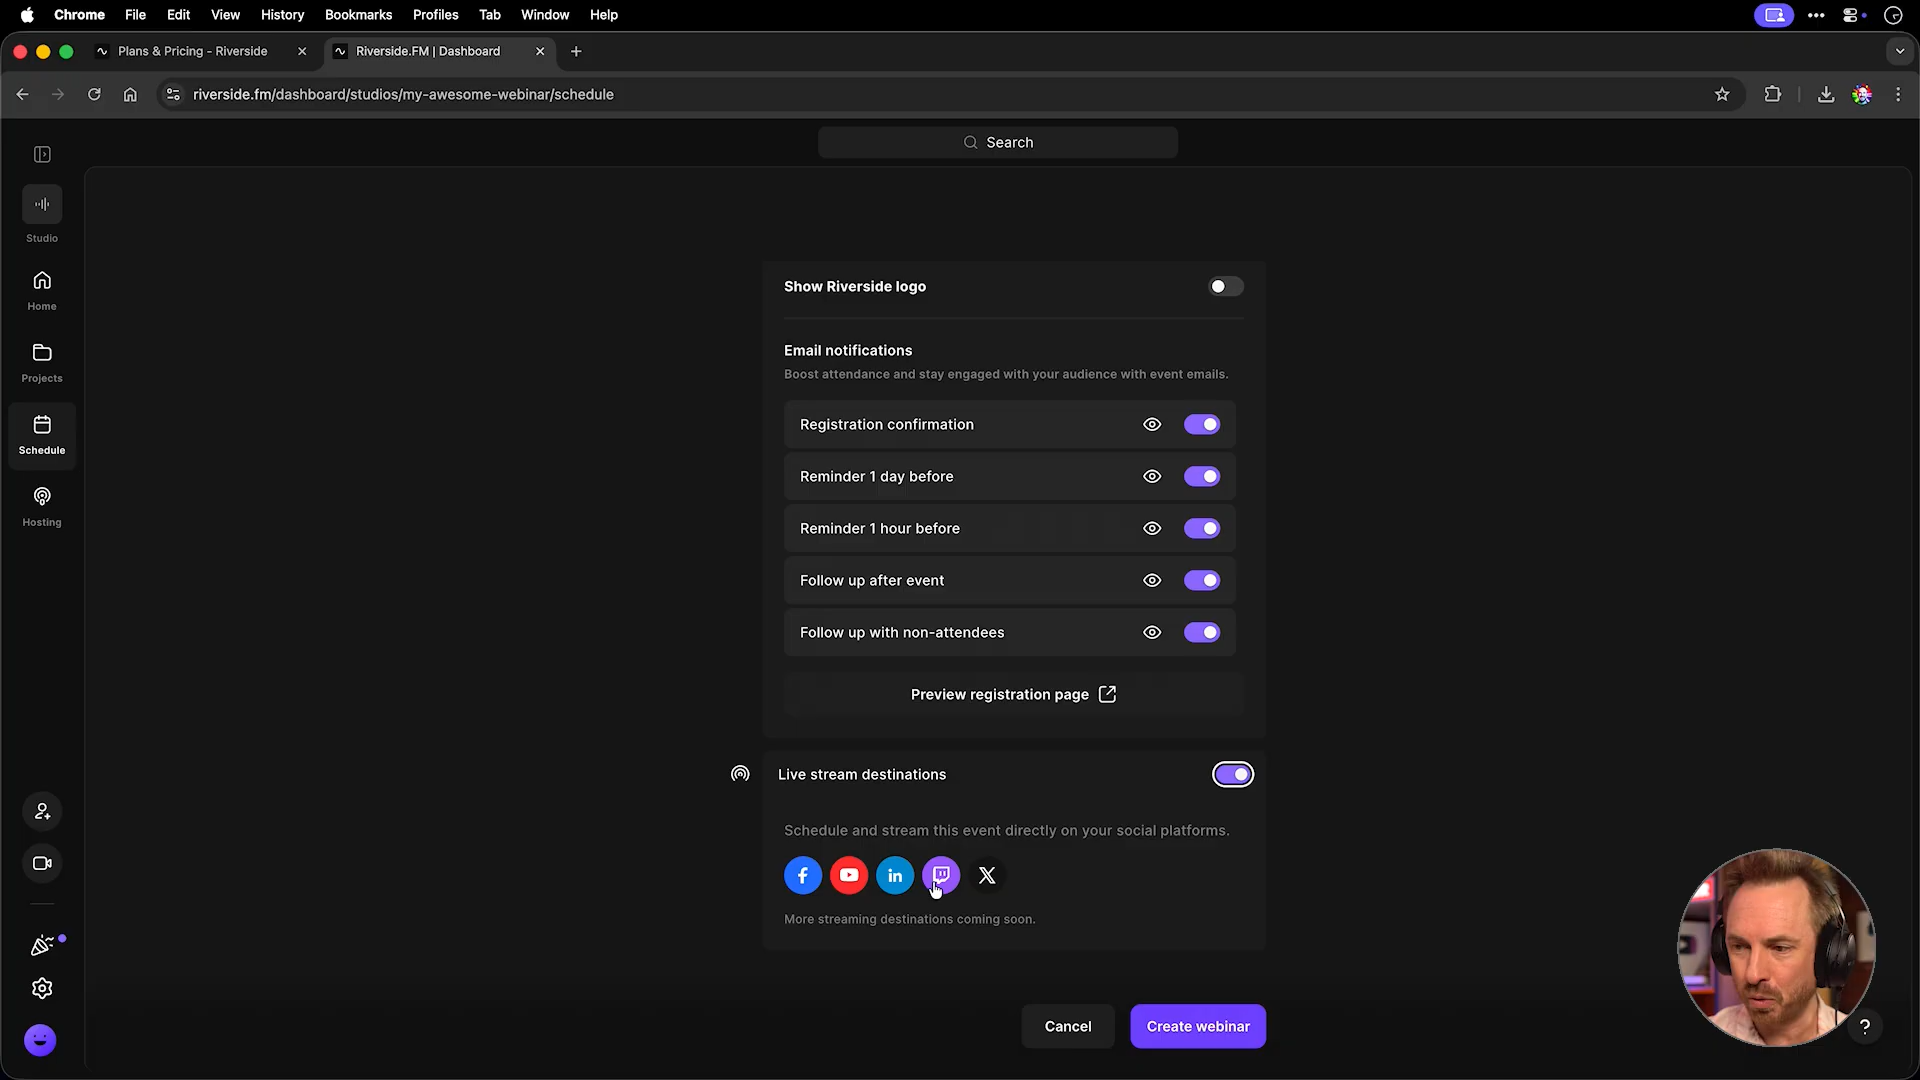 Chrome File Edit View History Bookmarks Profiles Tab Window Help
Plans & Pricing - Riverside
Riverside.FM | Dashboard
riverside.fm/dashboard/studios/my-awesome-webinar/schedule
Search
Studio
Home
Projects
Schedule
Hosting
Show Riverside logo
Email notifications
Boost attendance and stay engaged with your audience with event emails.
Registration confirmation
Reminder 1 day before
Reminder 1 hour before
Follow up after event
Follow up with non-attendees
Preview registration page
Live stream destinations
Schedule and stream this event directly on your social platforms.
More streaming destinations coming soon.
Cancel
Create webinar
?